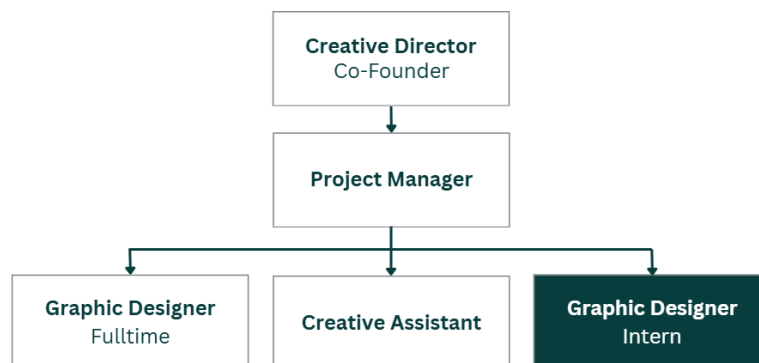 Creative Director
Co-Founder
Project Manager
Graphic Designer
Fulltime
Creative Assistant
Graphic Designer
Intern